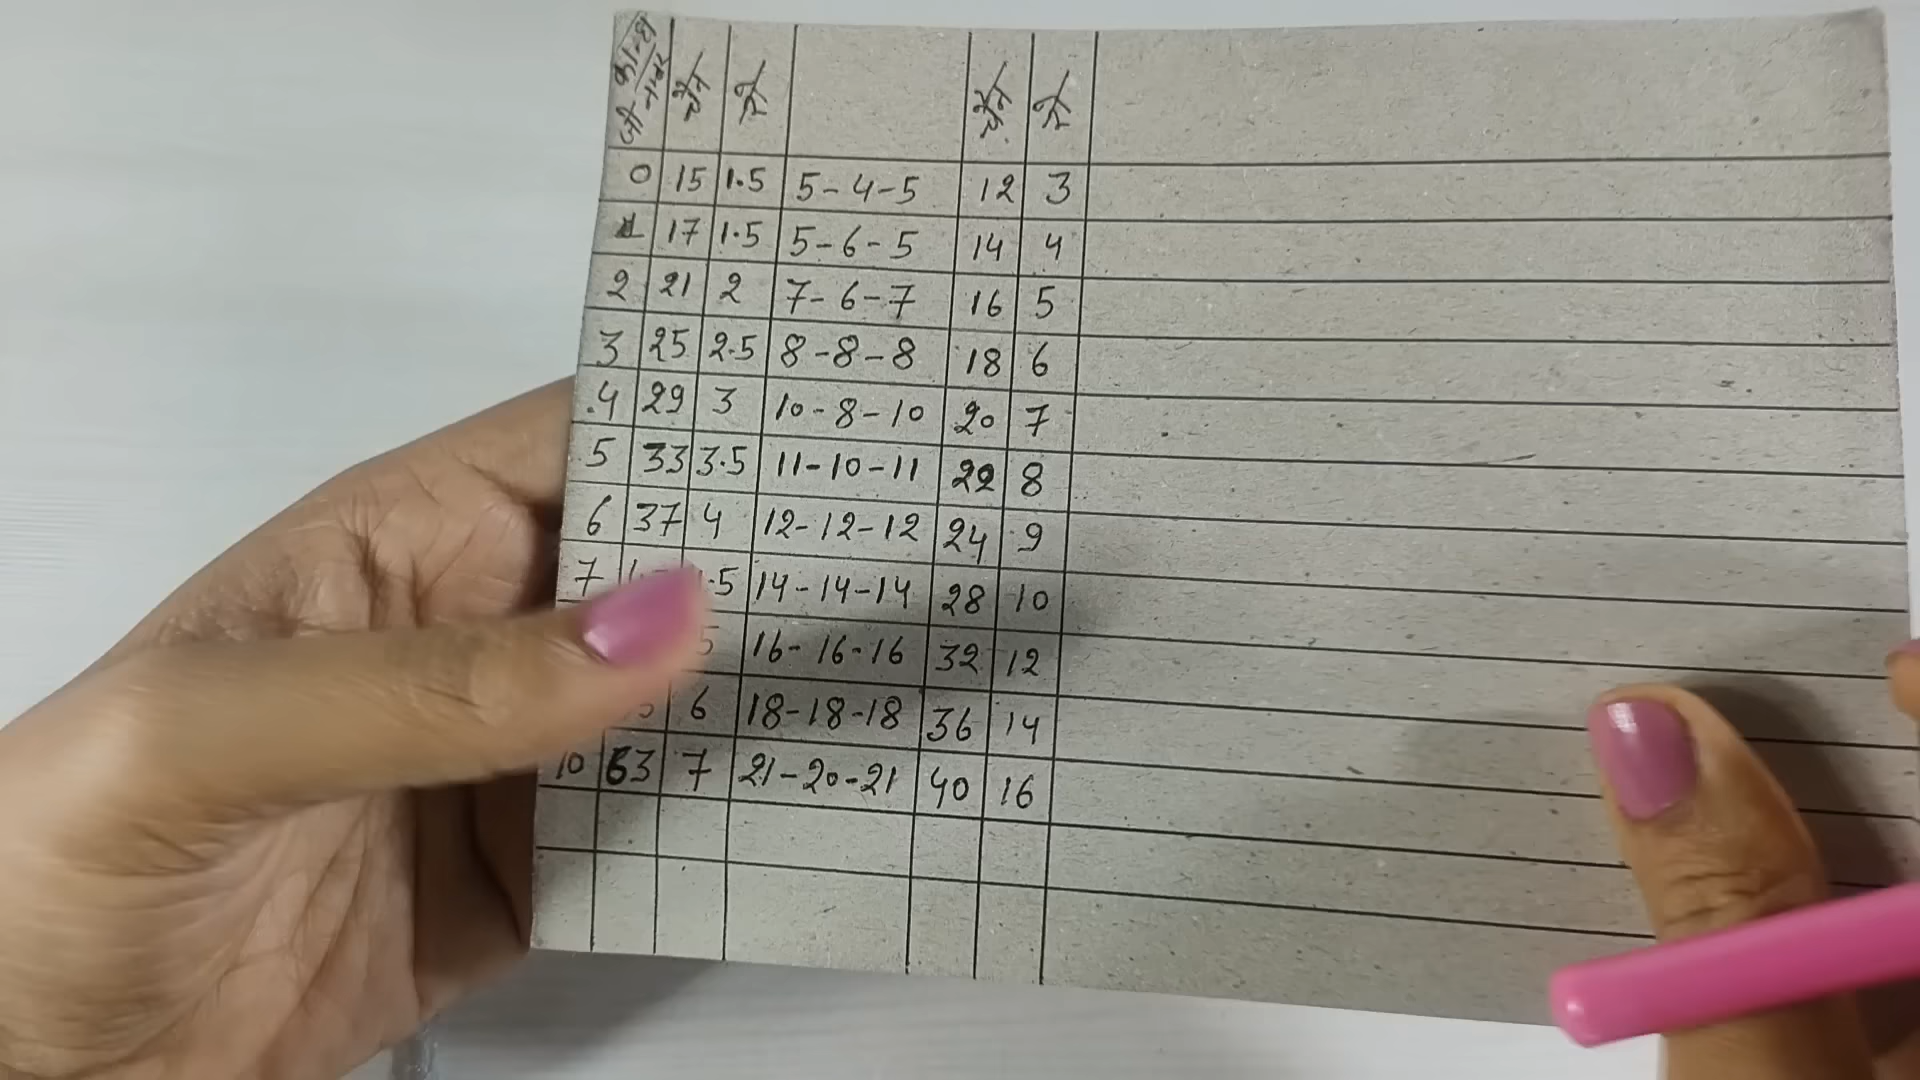 चैन रो चैन रो
0 15 1.5 5-4-5 12 3
1 17 1.5 5-6-5 14 4
2 21 2 7-6-7 16 5
3 25 2.5 8-8-8 18 6
.4 29 3 10-8-10 20 7
5 33 3.5 11-10-11 22 8
6 37 4 12-12-12 24 9
7 14-14-14 28 10
16-16-16 32 12
6 18-18-18 36 14
10 63 7 21-20-21 40 16